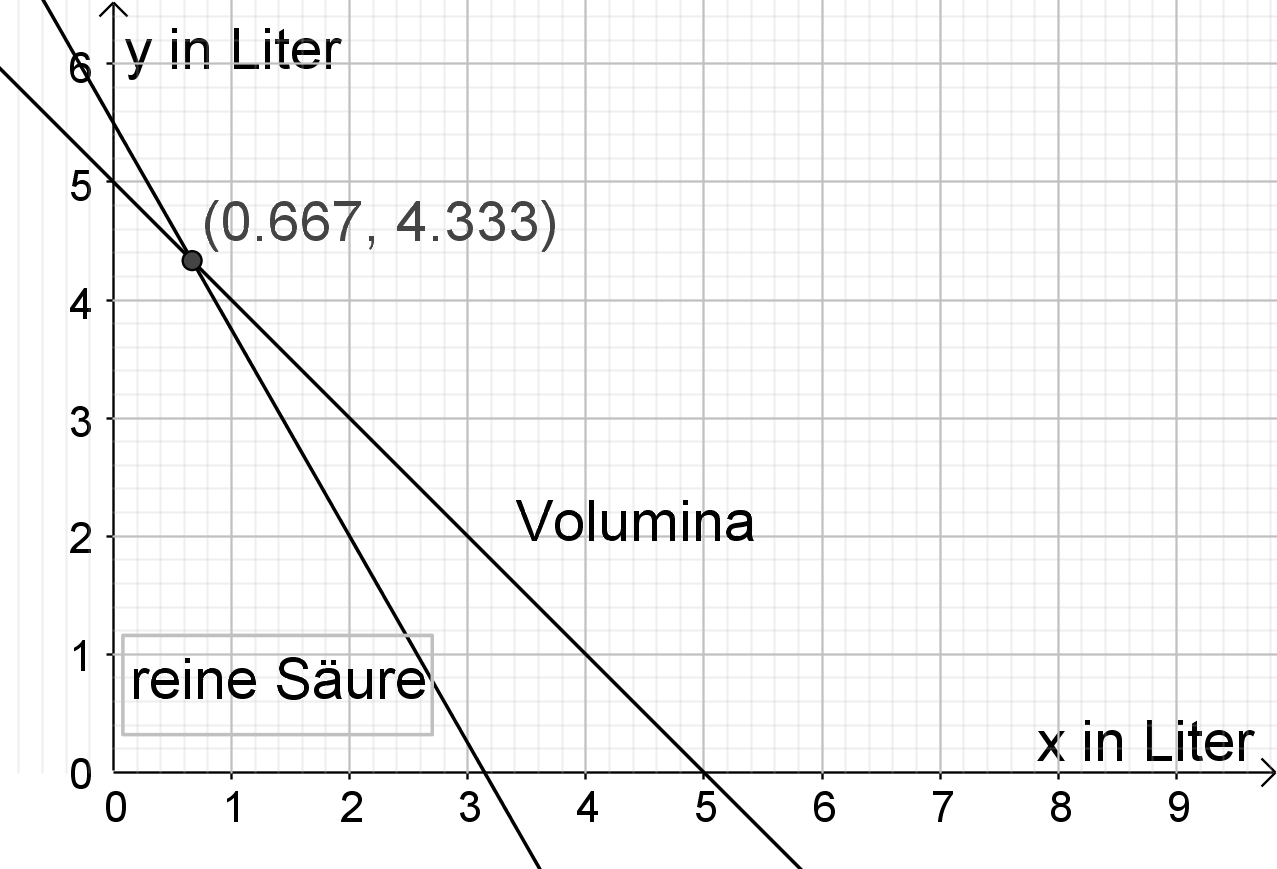 y in Liter
6
5
(0.667, 4.333)
4
3
2
Volumina
1
reine Säure
x in Liter
0
0 1 2 3 4 5 6 7 8 9